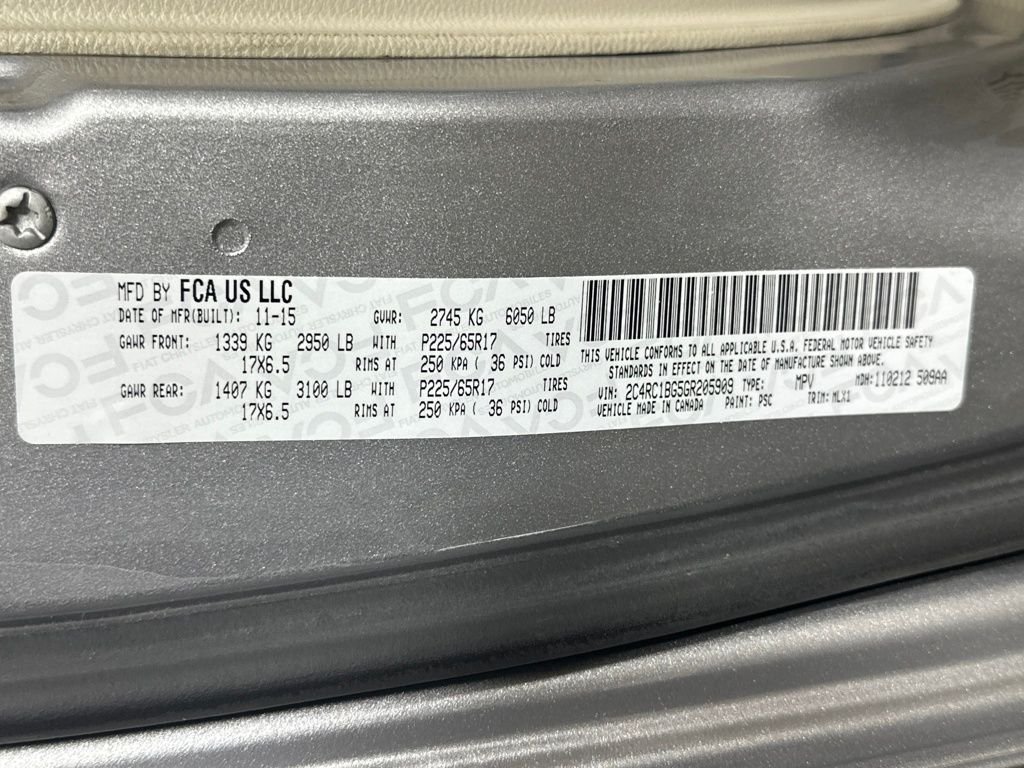 MFD BY FCA US LLC
DATE OF MFR(BUILT): 11-15 GVWR: 2745 KG 6050 LB
GAWR FRONT: 1339 KG 2950 LB WITH P225/65R17 TIRES
17X6.5 RIMS AT 250 KPA ( 36 PSI) COLD
GAWR REAR: 1407 KG 3100 LB WITH P225/65R17 TIRES
17X6.5 RIMS AT 250 KPA ( 36 PSI) COLD
THIS VEHICLE CONFORMS TO ALL APPLICABLE U.S.A. FEDERAL MOTOR VEHICLE SAFETY
STANDARDS IN EFFECT ON THE DATE OF MANUFACTURE SHOWN ABOVE.
VIN: 2C4RC1BG5GR205909 TYPE: MPV MDH: 110212 509AA
VEHICLE MADE IN CANADA PAINT: PSC TRIM: MLX1